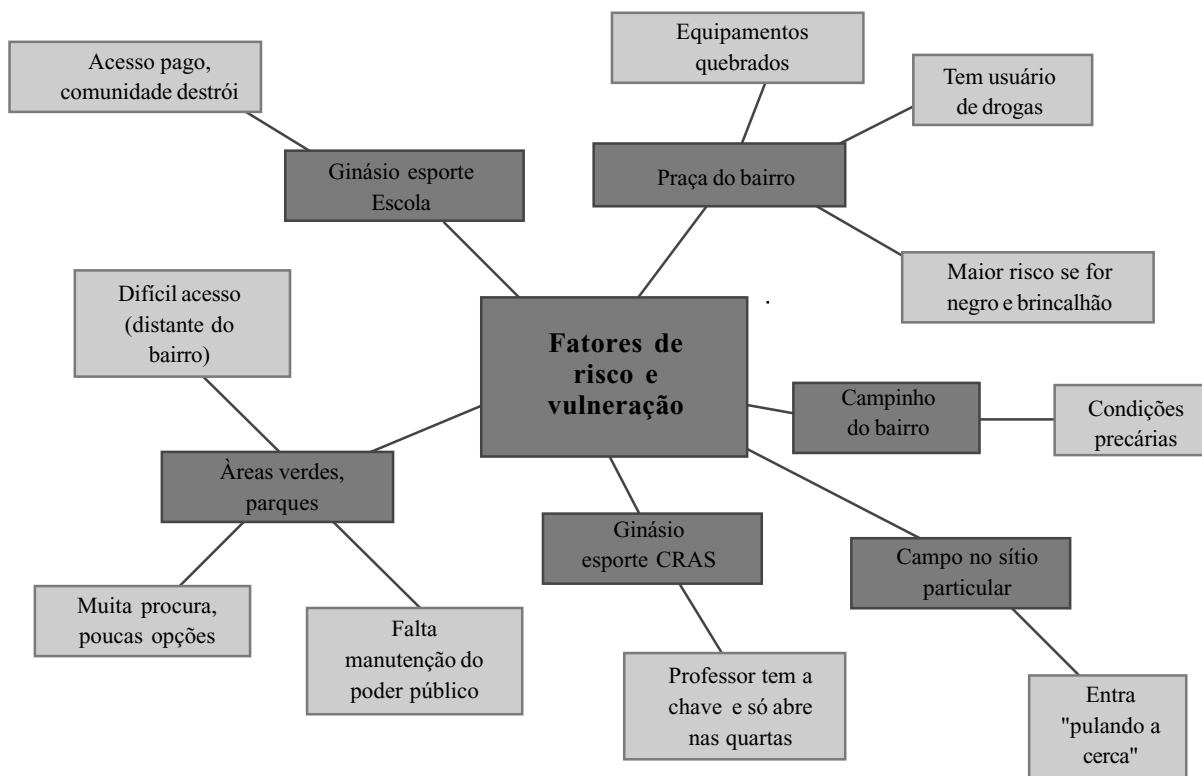 Acesso pago,
comunidade destrói
Equipamentos
quebrados
Tem usuário
de drogas
Ginásio esporte
Escola
Praça do bairro
Maior risco se for
negro e brincalhão
Difícil acesso
(distante do
bairro)
Fatores de
risco e
vulneração
Campinho
do bairro
Condições
precárias
Àreas verdes,
parques
Ginásio
esporte CRAS
Campo no sítio
particular
Muita procura,
poucas opções
Falta
manutenção do
poder público
Professor tem a
chave e só abre
nas quartas
Entra
"pulando a
cerca"